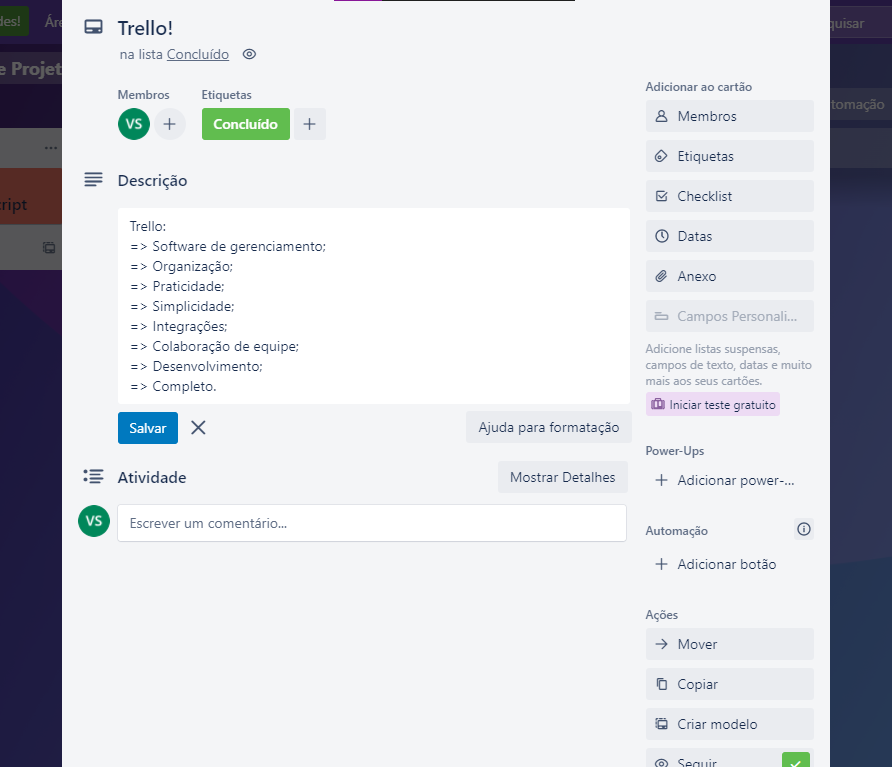 des!
Trello!
na lista Concluído
quisar
e Projet
Membros
Etiquetas
VS
Concluído
Descrição
Trello:
=> Software de gerenciamento;
=> Organização;
=> Praticidade;
=> Simplicidade;
=> Integrações;
=> Colaboração de equipe;
=> Desenvolvimento;
=> Completo.
Salvar
Ajuda para formatação
Atividade
Mostrar Detalhes
VS
Escrever um comentário...
Adicionar ao cartão
Membros
Etiquetas
Checklist
Datas
Anexo
Campos Personali...
Adicione listas suspensas,
campos de texto, datas e muito
mais aos seus cartões.
Iniciar teste gratuito
Power-Ups
Adicionar power-...
Automação
Adicionar botão
Ações
Mover
Copiar
Criar modelo
Seguir
tomação
ript